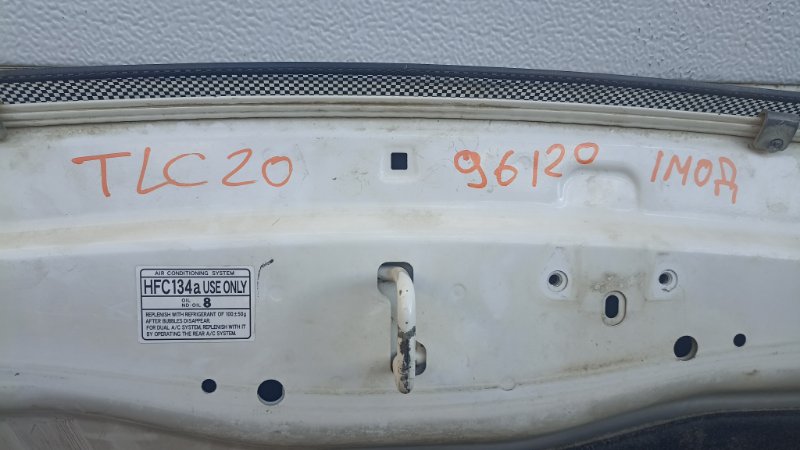 TLC20 96120 1МОД
AIR CONDITIONING SYSTEM
HFC134a USE ONLY
OIL
ND-OIL 8
REPLENISH WITH REFRIGERANT OF 100±50g
AFTER BUBBLES DISAPPEAR.
FOR DUAL A/C SYSTEM, REPLENISH WITH IT
BY OPERATING THE REAR A/C SYSTEM.